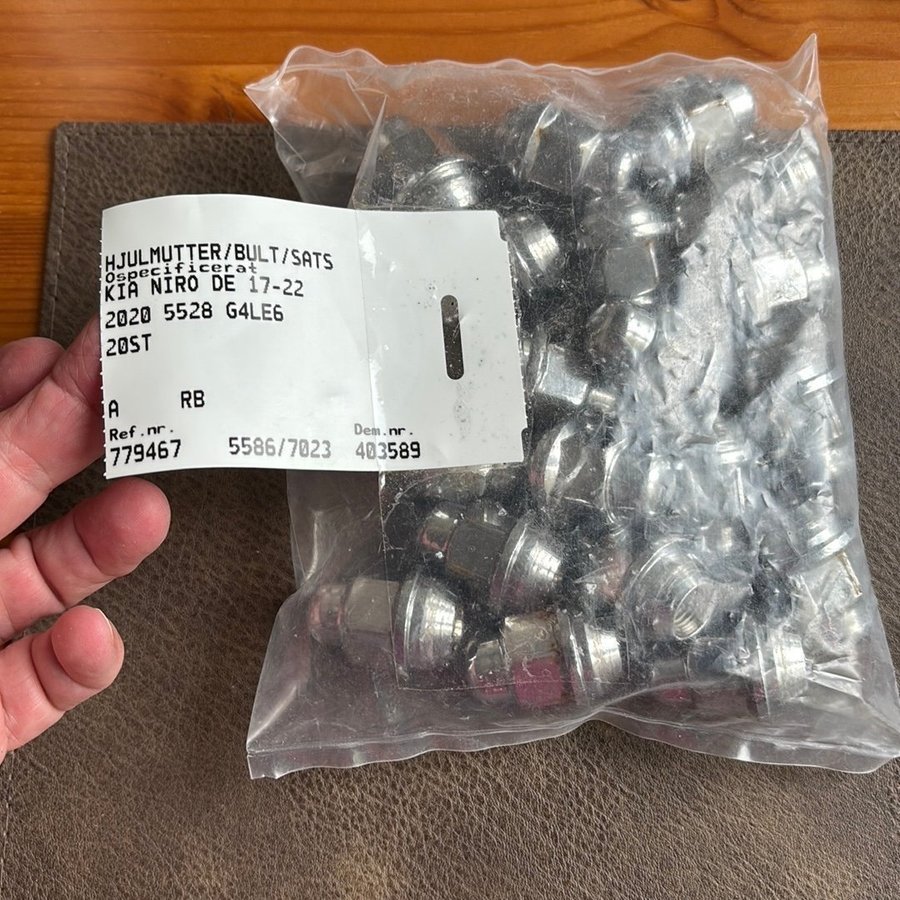 HJULMUTTER/BULT/SATS
Ospecificerat
KIA NIRO DE 17-22
2020 5528 G4LE6
20ST
A RB
Ref.nr. Dem.nr.
779467 5586/7023 403589